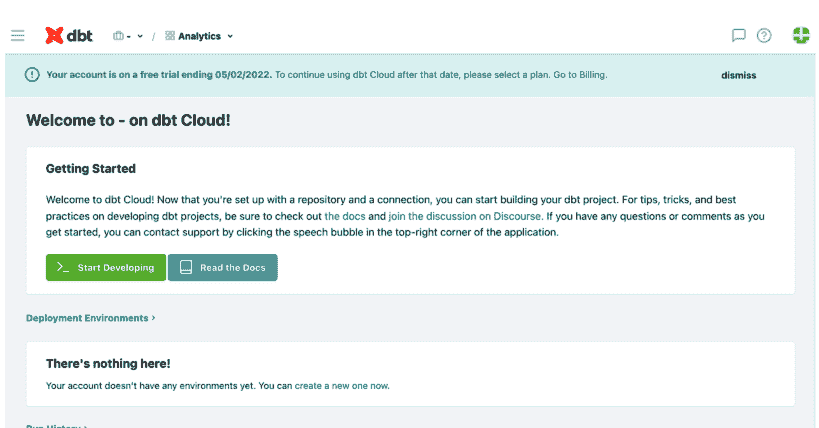 dbt - / Analytics
Your account is on a free trial ending 05/02/2022. To continue using dbt Cloud after that date, please select a plan. Go to Billing. dismiss
Welcome to - on dbt Cloud!
Getting Started
Welcome to dbt Cloud! Now that you're set up with a repository and a connection, you can start building your dbt project. For tips, tricks, and best
practices on developing dbt projects, be sure to check out the docs and join the discussion on Discourse. If you have any questions or comments as you
get started, you can contact support by clicking the speech bubble in the top-right corner of the application.
Start Developing Read the Docs
Deployment Environments >
There's nothing here!
Your account doesn't have any environments yet. You can create a new one now.
Run History >